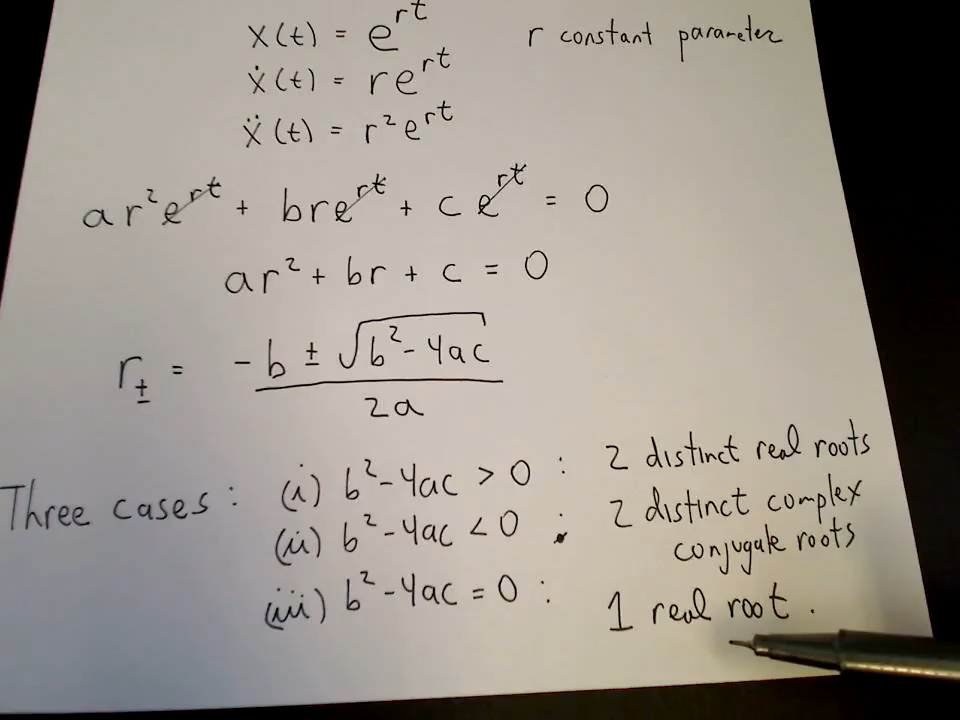 x(t) = e^{rt}    r constant parameter
ẋ(t) = re^{rt}
ẍ(t) = r²e^{rt}
ar²e^{rt} + bre^{rt} + ce^{rt} = 0
ar² + br + c = 0
r± = (-b ± √(b²-4ac)) / 2a
Three cases: (i) b²-4ac > 0 : 2 distinct real roots
(ii) b²-4ac < 0 : 2 distinct complex
conjugate roots
(iii) b²-4ac = 0 : 1 real root.